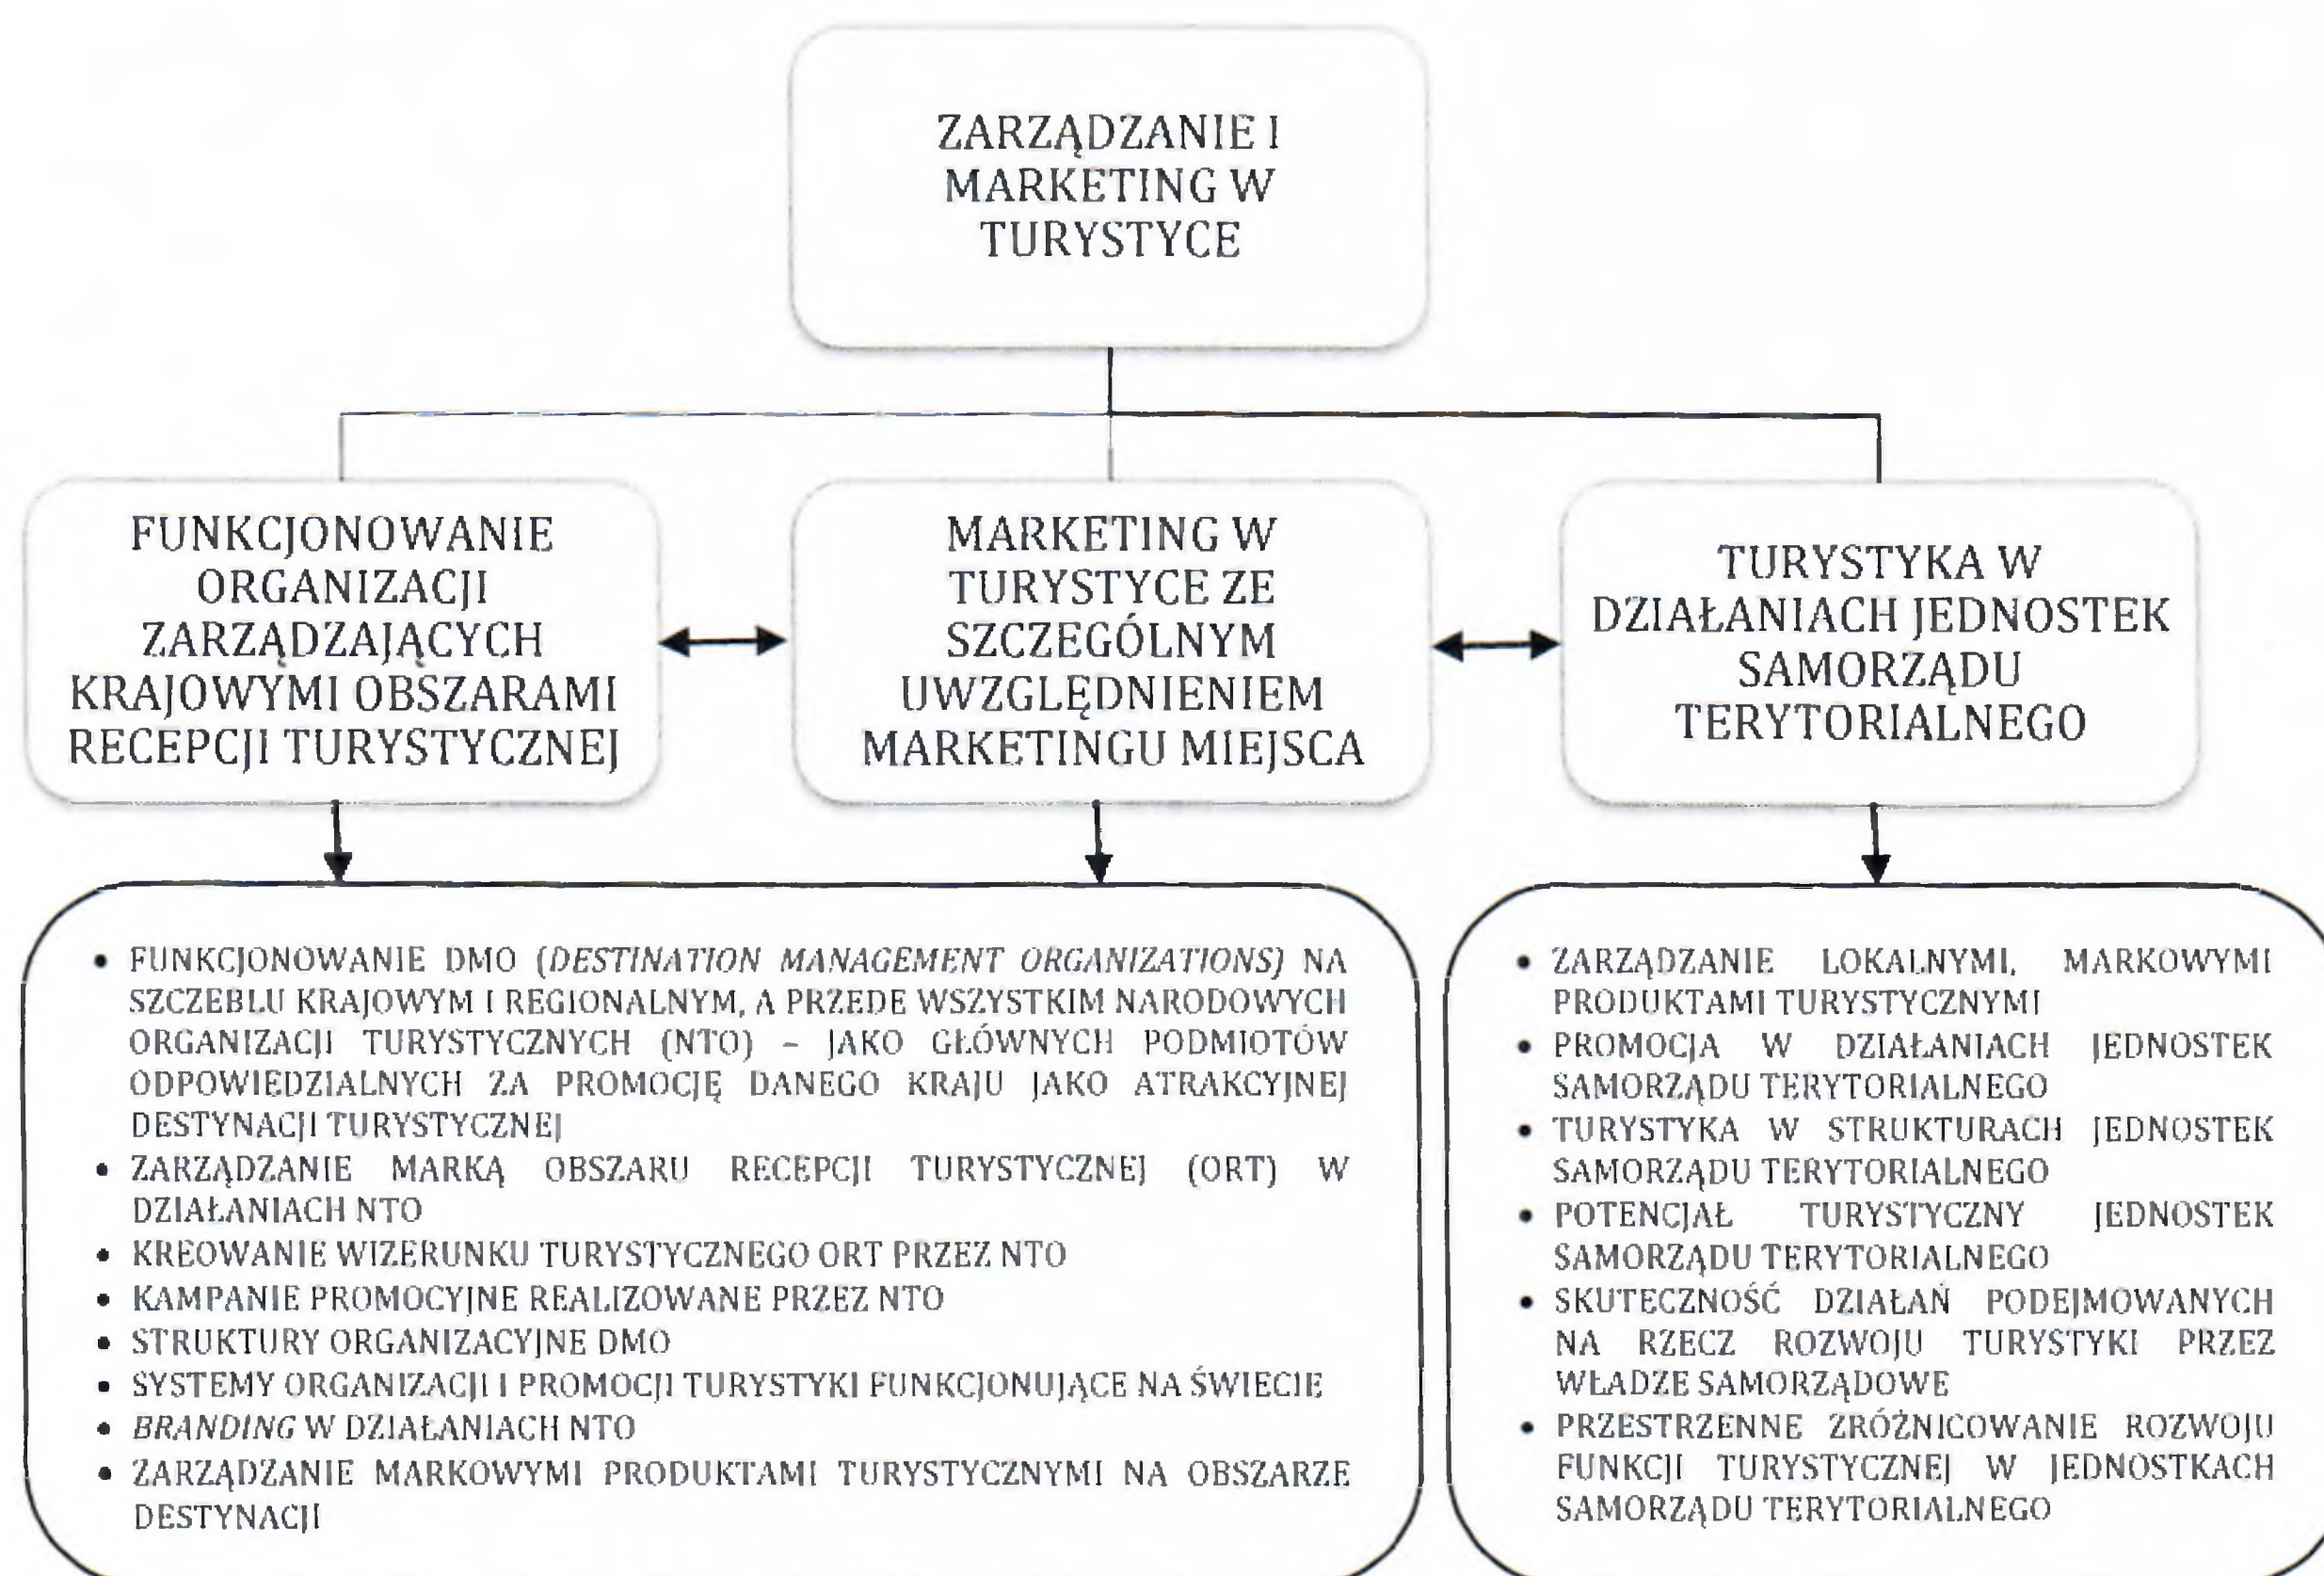 ZARZĄDZANIE I
MARKETING W
TURYSTYCE
FUNKCJONOWANIE
ORGANIZACJI
ZARZĄDZAJĄCYCH
KRAJOWYMI OBSZARAMI
RECEPCJI TURYSTYCZNEJ
MARKETING W
TURYSTYCE ZE
SZCZEGÓLNYM
UWZGLĘDNIENIEM
MARKETINGU MIEJSCA
TURYSTYKA W
DZIAŁANIACH JEDNOSTEK
SAMORZĄDU
TERYTORIALNEGO
• FUNKCJONOWANIE DMO (DESTINATION MANAGEMENT ORGANIZATIONS) NA
SZCZEBLU KRAJOWYM I REGIONALNYM, A PRZEDE WSZYSTKIM NARODOWYCH
ORGANIZACJI TURYSTYCZNYCH (NTO) – JAKO GŁÓWNYCH PODMIOTÓW
ODPOWIEDZIALNYCH ZA PROMOCJĘ DANEGO KRAJU JAKO ATRAKCYJNEJ
DESTYNACJI TURYSTYCZNEJ
• ZARZĄDZANIE MARKĄ OBSZARU RECEPCJI TURYSTYCZNEJ (ORT) W
DZIAŁANIACH NTO
• KREOWANIE WIZERUNKU TURYSTYCZNEGO ORT PRZEZ NTO
• KAMPANIE PROMOCYJNE REALIZOWANE PRZEZ NTO
• STRUKTURY ORGANIZACYJNE DMO
• SYSTEMY ORGANIZACJI I PROMOCJI TURYSTYKI FUNKCJONUJĄCE NA ŚWIECIE
• BRANDING W DZIAŁANIACH NTO
• ZARZĄDZANIE MARKOWYMI PRODUKTAMI TURYSTYCZNYMI NA OBSZARZE
DESTYNACJI
• ZARZĄDZANIE LOKALNYMI, MARKOWYMI
PRODUKTAMI TURYSTYCZNYMI
• PROMOCJA W DZIAŁANIACH JEDNOSTEK
SAMORZĄDU TERYTORIALNEGO
• TURYSTYKA W STRUKTURACH JEDNOSTEK
SAMORZĄDU TERYTORIALNEGO
• POTENCJAŁ TURYSTYCZNY JEDNOSTEK
SAMORZĄDU TERYTORIALNEGO
• SKUTECZNOŚĆ DZIAŁAŃ PODEJMOWANYCH
NA RZECZ ROZWOJU TURYSTYKI PRZEZ
WŁADZE SAMORZĄDOWE
• PRZESTRZENNE ZRÓŻNICOWANIE ROZWOJU
FUNKCJI TURYSTYCZNEJ W JEDNOSTKACH
SAMORZĄDU TERYTORIALNEGO